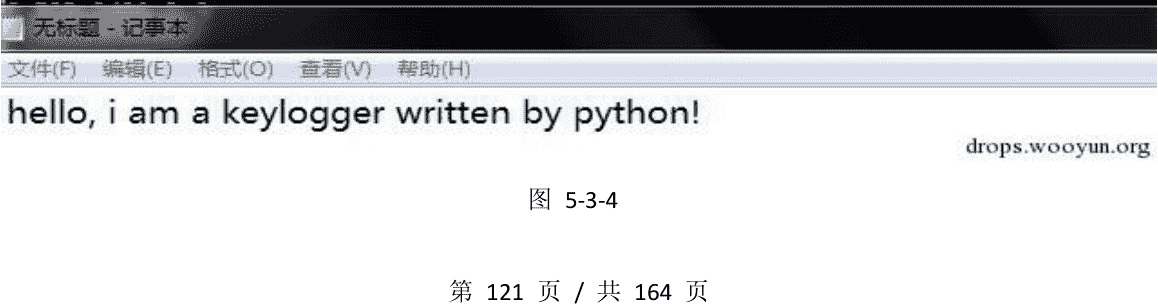 无标题 - 记事本
文件(F) 编辑(E) 格式(O) 查看(V) 帮助(H)
hello, i am a keylogger written by python!
drops.wooyun.org
图 5-3-4
第 121 页 / 共 164 页